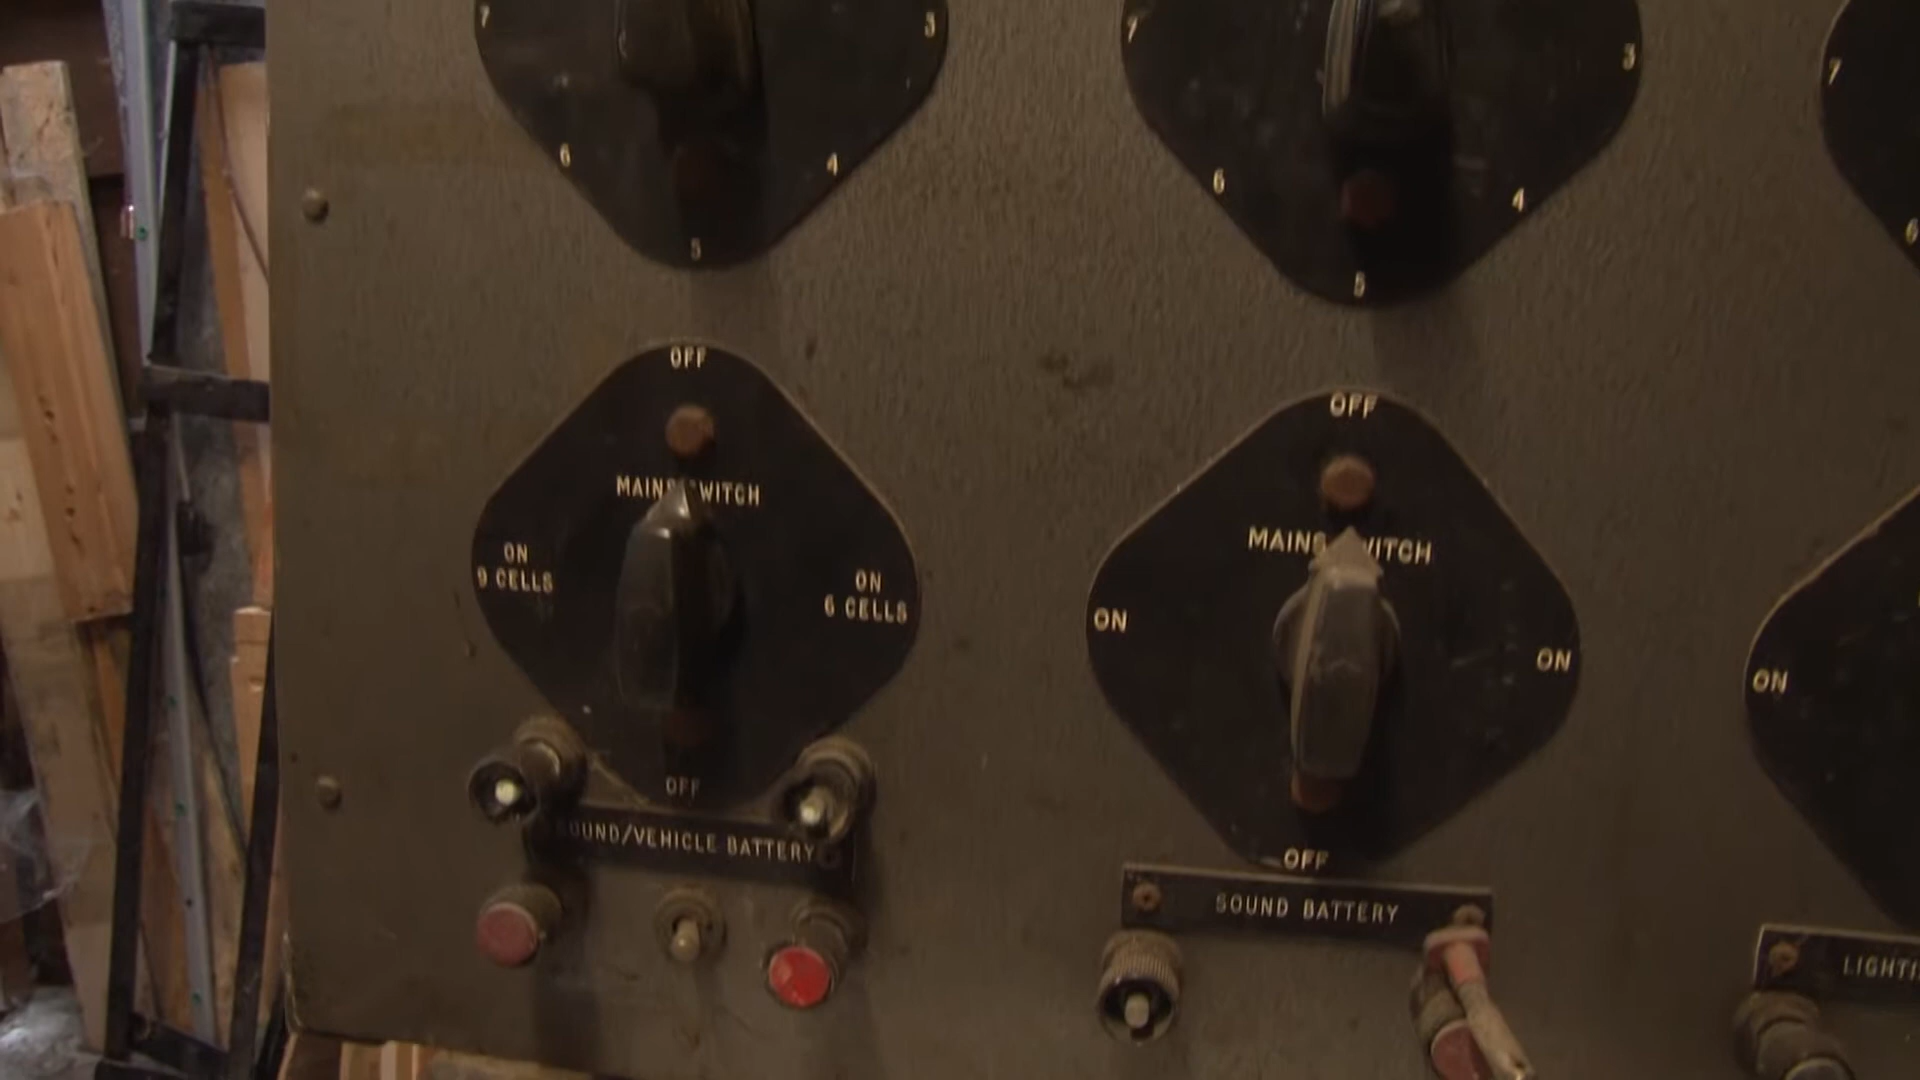 7
3
6
4
5
7
3
6
4
5
7
6
OFF
MAINS SWITCH
ON
9 CELLS
ON
6 CELLS
OFF
SOUND/VEHICLE BATTERY
OFF
MAINS SWITCH
ON
ON
OFF
SOUND BATTERY
ON